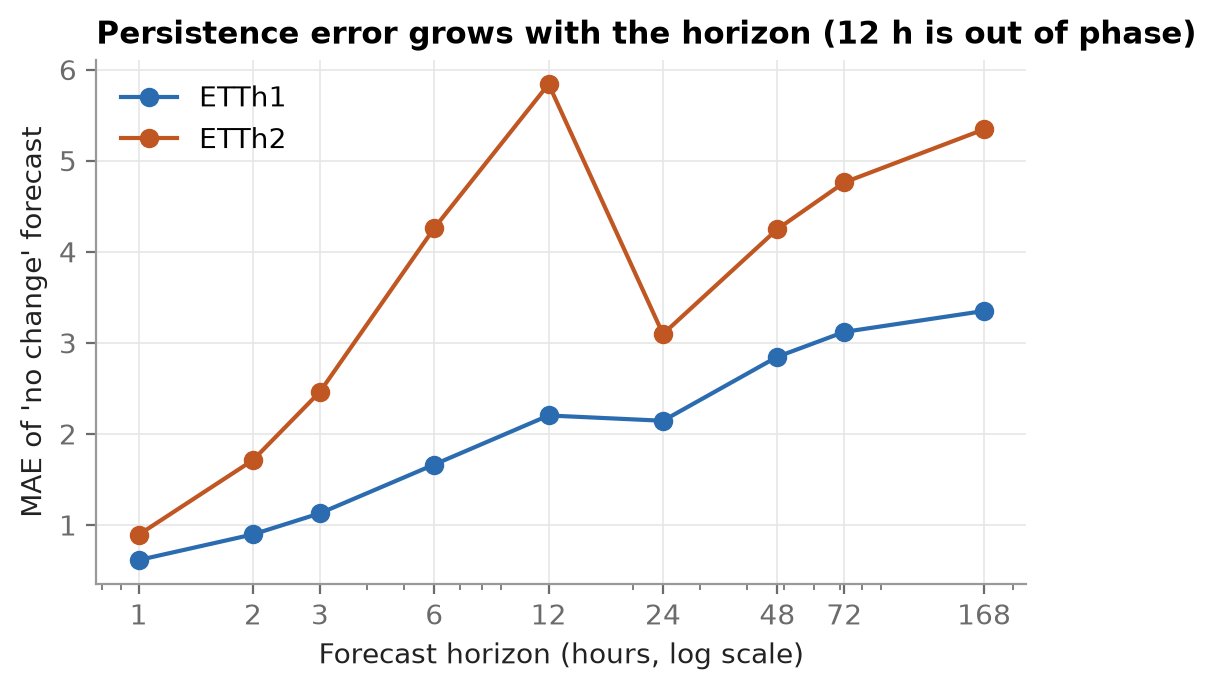 Persistence error grows with the horizon (12 h is out of phase)
ETTh1
ETTh2
MAE of 'no change' forecast
6
5
4
3
2
1
1 2 3 6 12 24 48 72 168
Forecast horizon (hours, log scale)